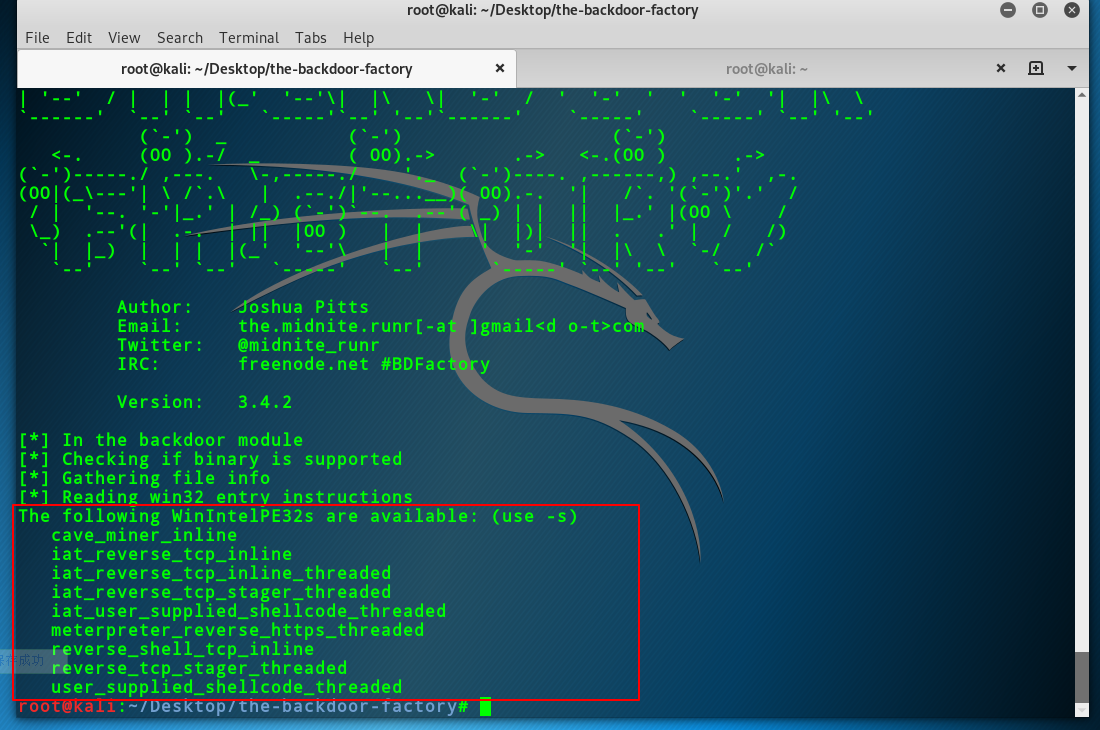 root@kali: ~/Desktop/the-backdoor-factory
File Edit View Search Terminal Tabs Help
root@kali: ~/Desktop/the-backdoor-factory
root@kali: ~
Author: Joshua Pitts
Email: the.midnite.runr[-at ]gmail<d o-t>com
Twitter: @midnite_runr
IRC: freenode.net #BDFactory
Version: 3.4.2
[*] In the backdoor module
[*] Checking if binary is supported
[*] Gathering file info
[*] Reading win32 entry instructions
The following WinIntelPE32s are available: (use -s)
cave_miner_inline
iat_reverse_tcp_inline
iat_reverse_tcp_inline_threaded
iat_reverse_tcp_stager_threaded
iat_user_supplied_shellcode_threaded
meterpreter_reverse_https_threaded
reverse_shell_tcp_inline
reverse_tcp_stager_threaded
user_supplied_shellcode_threaded
成功
root@kali:~/Desktop/the-backdoor-factory#